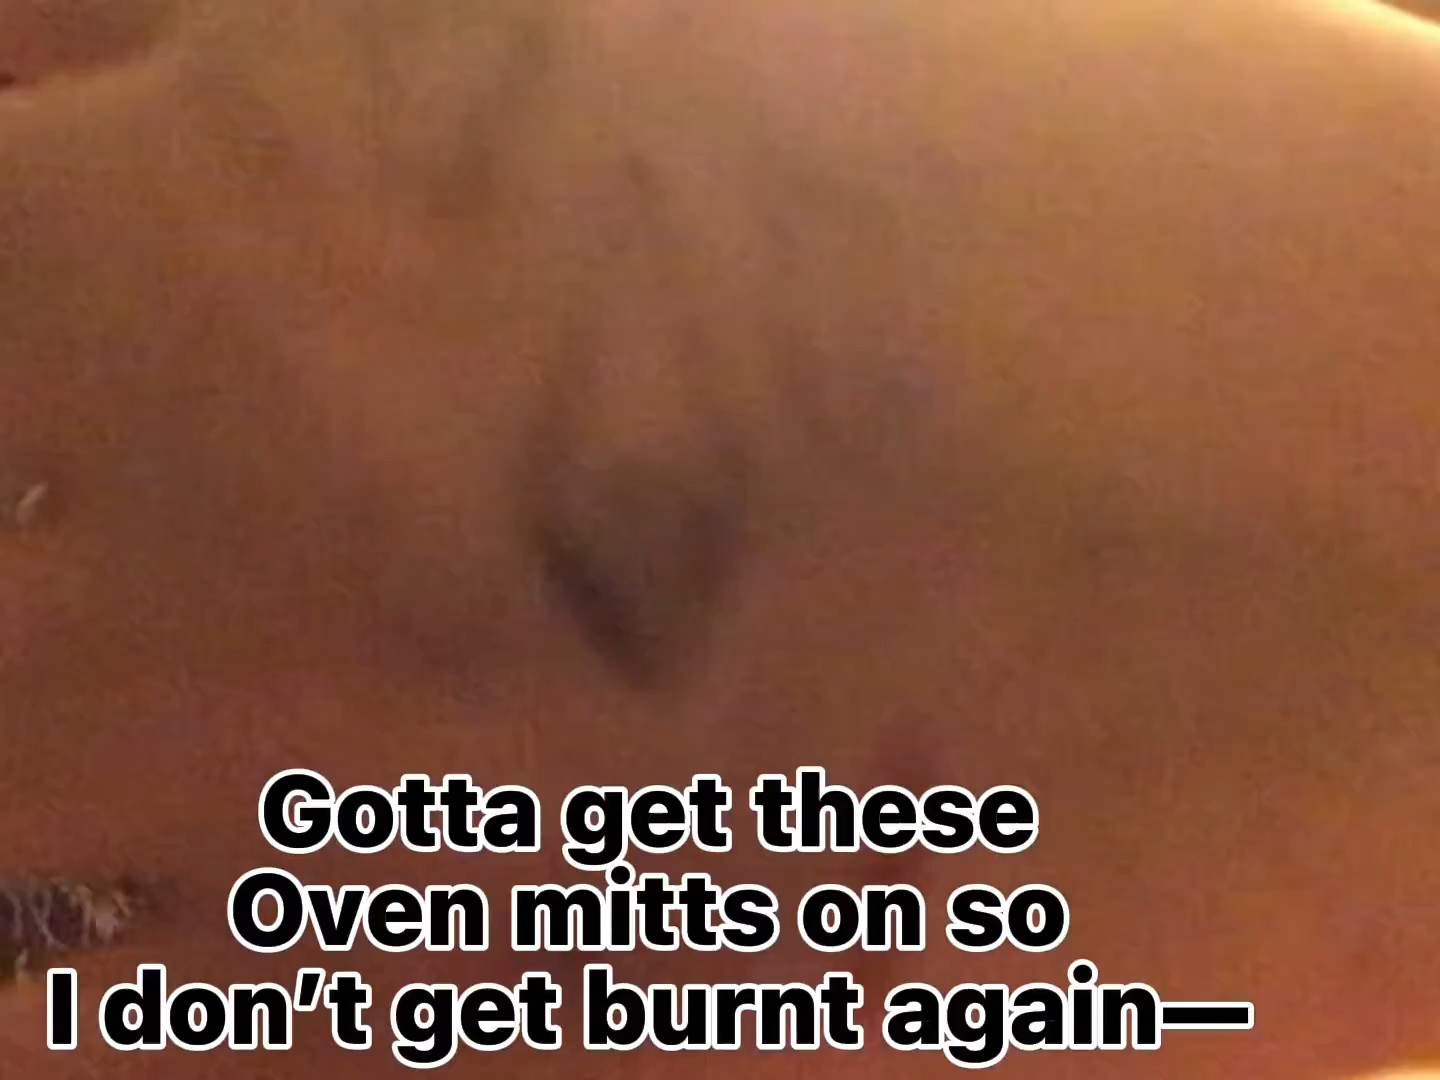 Gotta get these
Oven mitts on so
I don’t get burnt again—